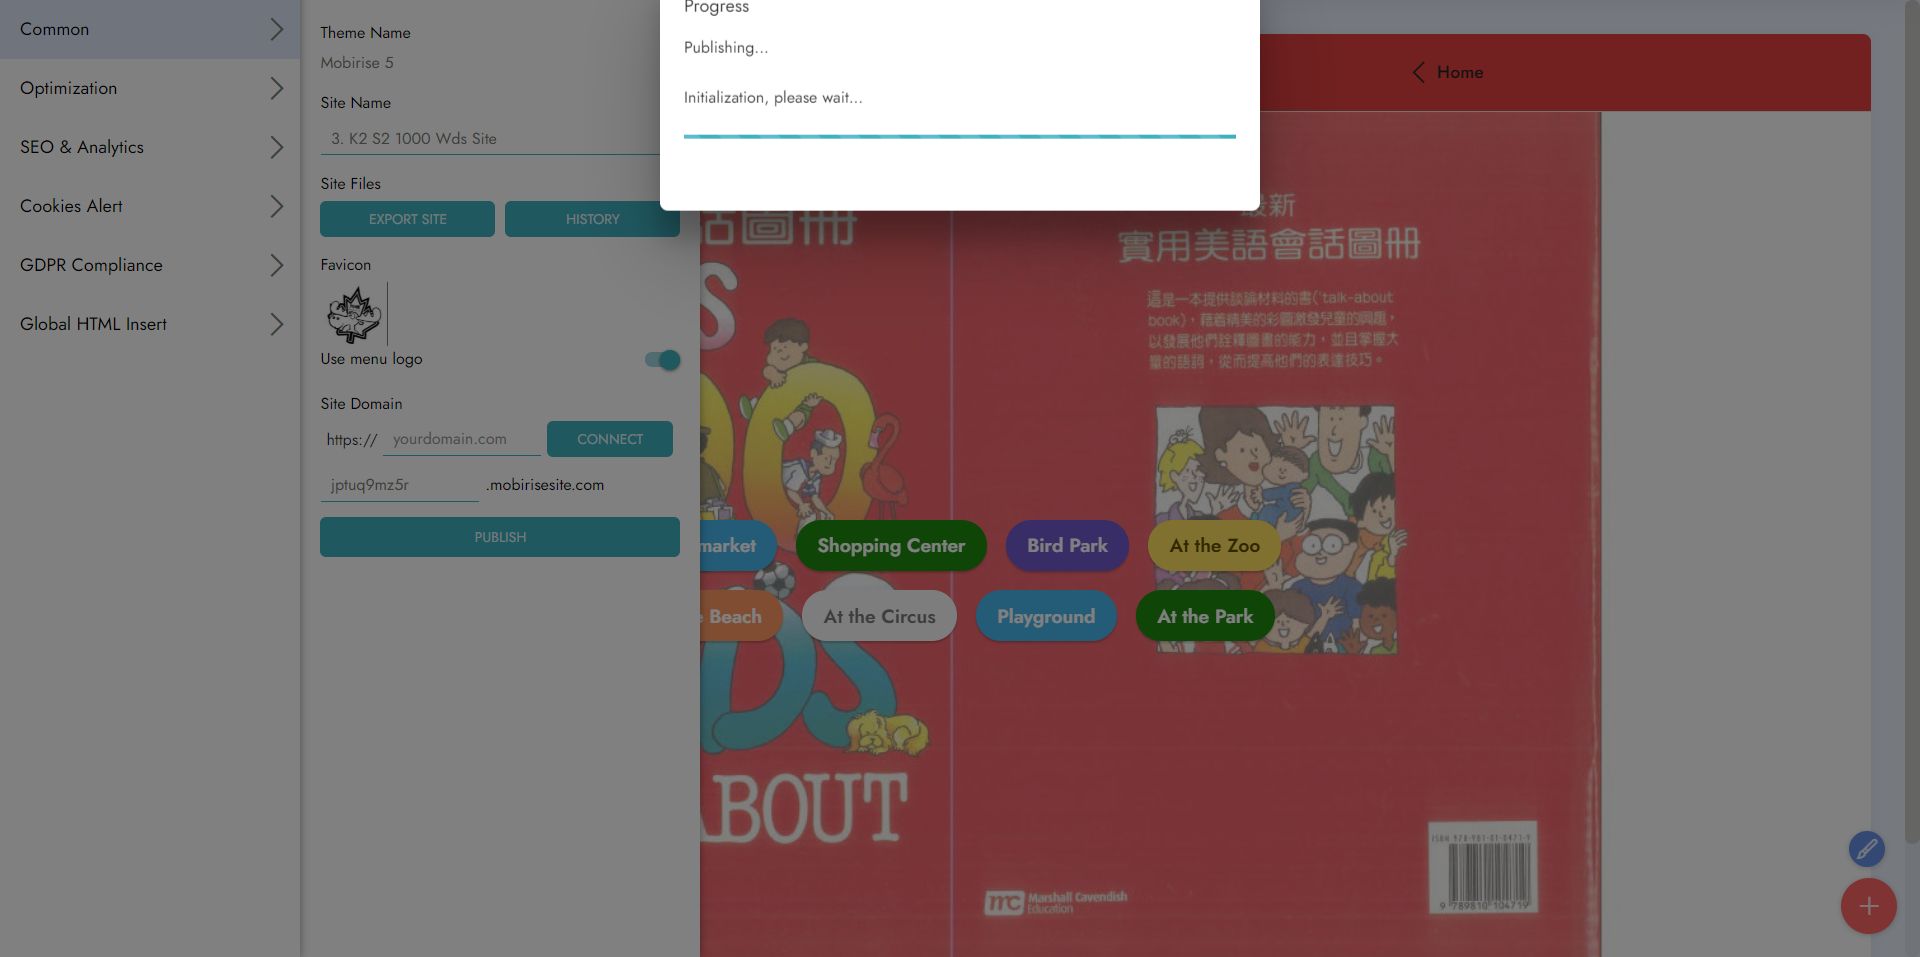 Common
Optimization
SEO & Analytics
Cookies Alert
GDPR Compliance
Global HTML Insert
Theme Name
Mobirise 5
Site Name
3. K2 S2 1000 Wds Site
Site Files
EXPORT SITE
HISTORY
Favicon
Use menu logo
Site Domain
https://
yourdomain.com
CONNECT
jptuq9mz5r
.mobirisesite.com
PUBLISH
Progress
Publishing...
Initialization, please wait...
Home
話圖冊
最新
實用美語會話圖冊
這是一本提供談論材料的書('talk-about
book)，藉着精美的彩圖激發兒童的興趣，
以發展他們詮釋圖畫的能力，並且掌握大
量的語詞，從而提高他們的表達技巧。
market
Shopping Center
Bird Park
At the Zoo
e Beach
At the Circus
Playground
At the Park
DS
ABOUT
Marshall Cavendish
Education
ISBN 978-981-01-0471-9
9 789810 104719